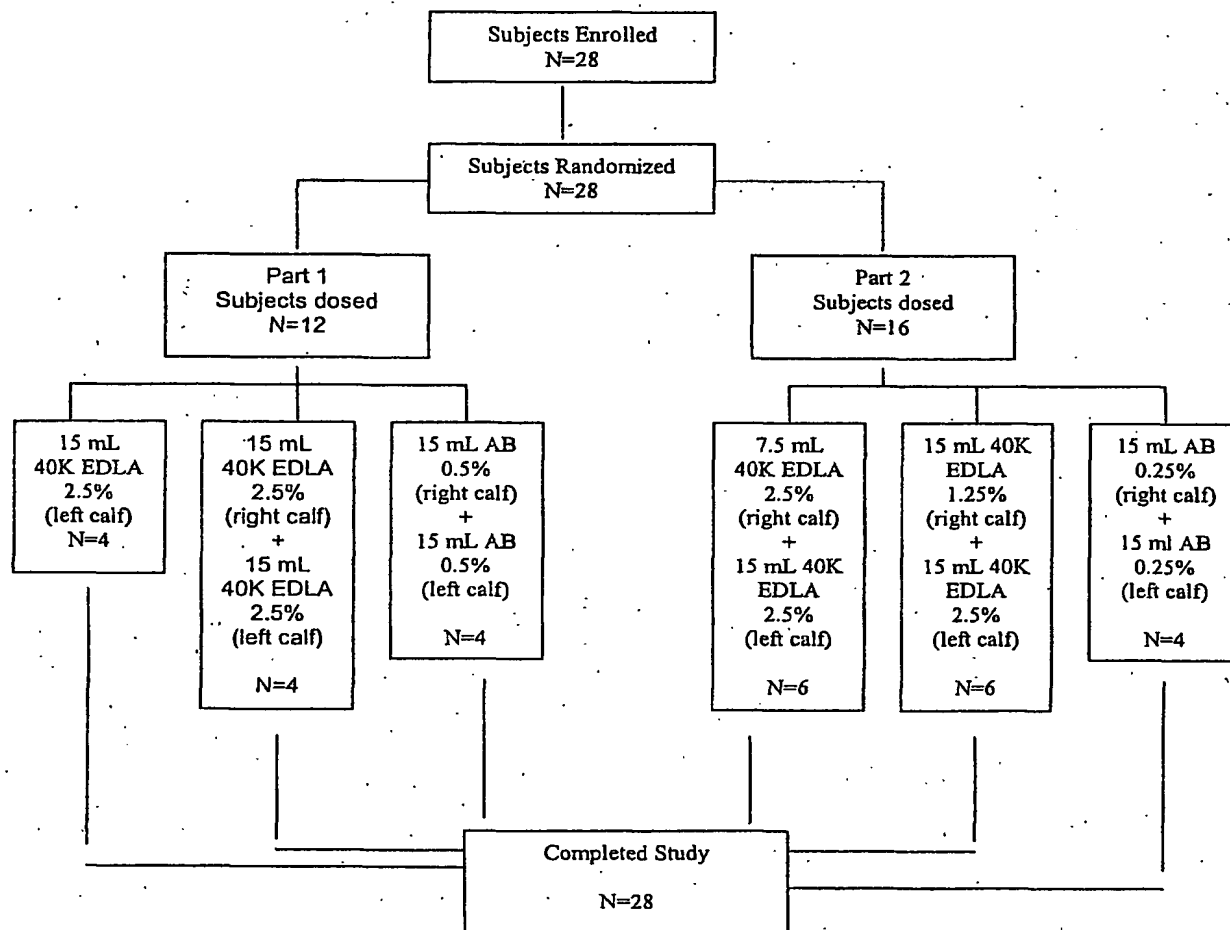 Subjects Enrolled
N=28
Subjects Randomized
N=28
Part 1
Subjects dosed
N=12
Part 2
Subjects dosed
N=16
15 mL
40K EDLA
2.5%
(left calf)
N=4
15 mL
40K EDLA
2.5%
(right calf)
+
15 mL
40K EDLA
2.5%
(left calf)
N=4
15 mL AB
0.5%
(right calf)
+
15 mL AB
0.5%
(left calf)
N=4
7.5 mL
40K EDLA
2.5%
(right calf)
+
15 mL 40K
EDLA
2.5%
(left calf)
N=6
15 mL 40K
EDLA
1.25%
(right calf)
+
15 mL 40K
EDLA
2.5%
(left calf)
N=6
15 mL AB
0.25%
(right calf)
+
15 ml AB
0.25%
(left calf)
N=4
Completed Study
N=28